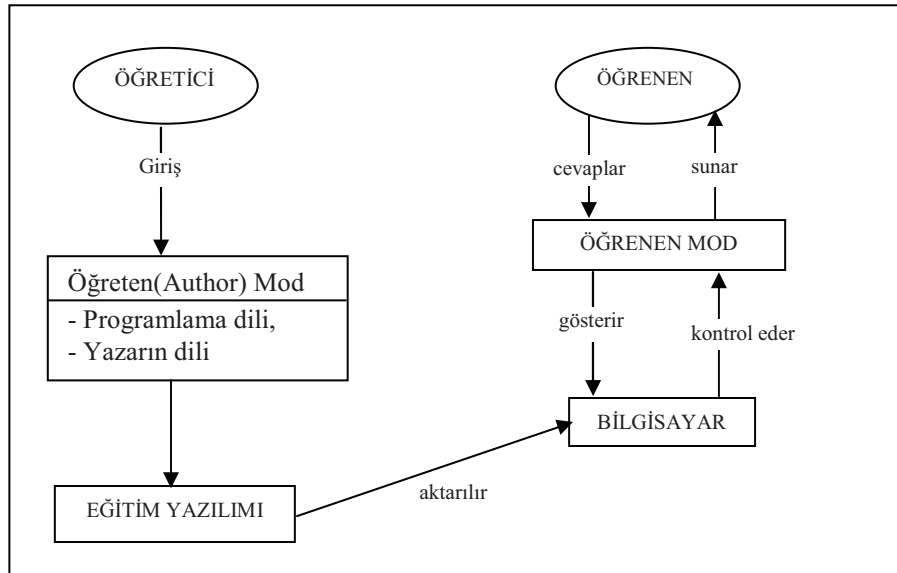 ÖĞRETİCİ
Giriş
Öğreten(Author) Mod
- Programlama dili,
- Yazarın dili
EĞİTİM YAZILIMI
aktarılır
ÖĞRENEN
cevaplar
sunar
ÖĞRENEN MOD
gösterir
kontrol eder
BİLGİSAYAR